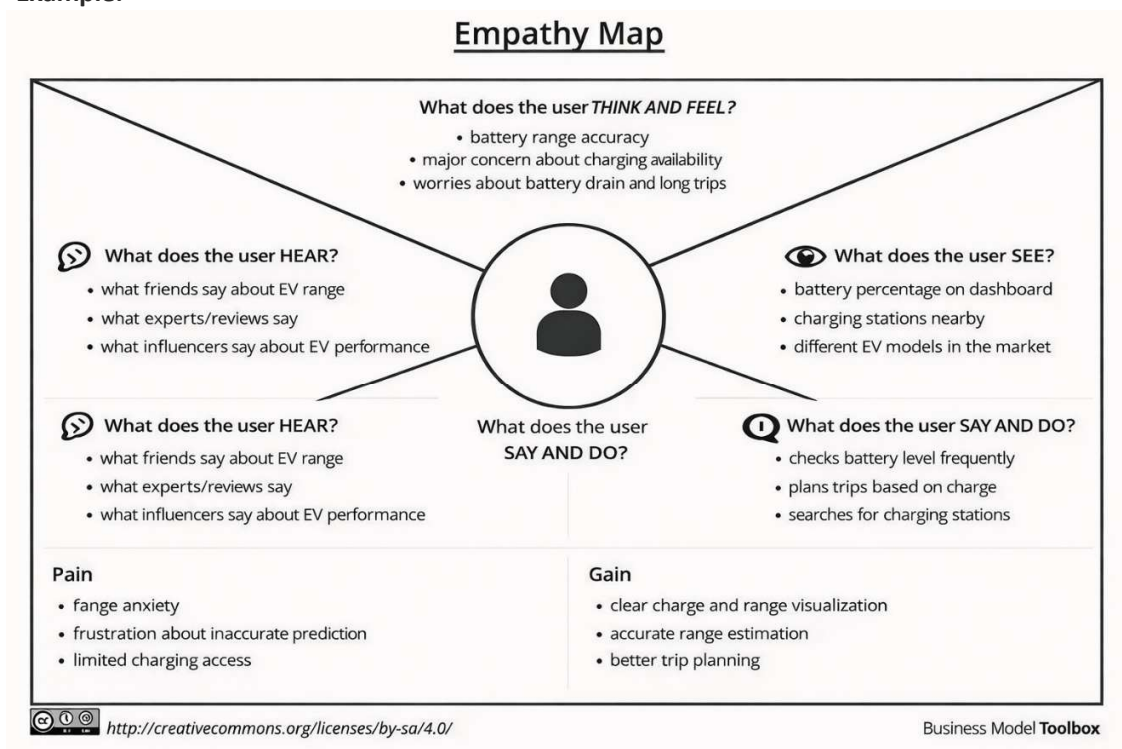 Empathy Map
What does the user THINK AND FEEL?
• battery range accuracy
• major concern about charging availability
• worries about battery drain and long trips
What does the user HEAR?
• what friends say about EV range
• what experts/reviews say
• what influencers say about EV performance
What does the user SEE?
• battery percentage on dashboard
• charging stations nearby
• different EV models in the market
What does the user HEAR?
• what friends say about EV range
• what experts/reviews say
• what influencers say about EV performance
What does the user
SAY AND DO?
What does the user SAY AND DO?
• checks battery level frequently
• plans trips based on charge
• searches for charging stations
Pain
• fange anxiety
• frustration about inaccurate prediction
• limited charging access
Gain
• clear charge and range visualization
• accurate range estimation
• better trip planning
cc
http://creativecommons.org/licenses/by-sa/4.0/
Business Model Toolbox